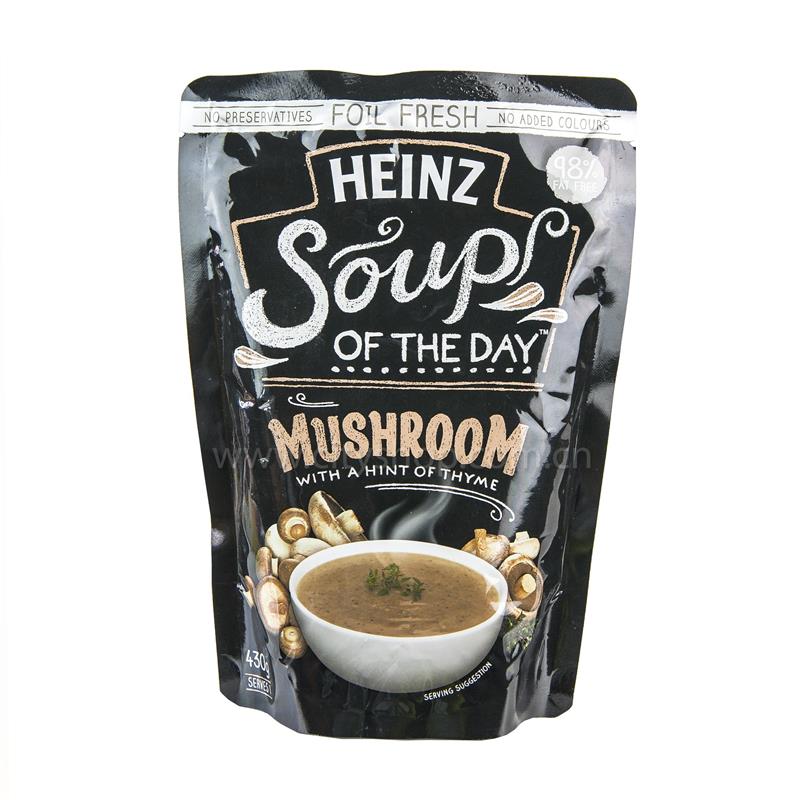 NO PRESERVATIVES FOIL FRESH NO ADDED COLOURS
98%
FAT FREE
HEINZ
Soup
OF THE DAY™
MUSHROOM
WITH A HINT OF THYME
430g
SERVES
SERVING SUGGESTION